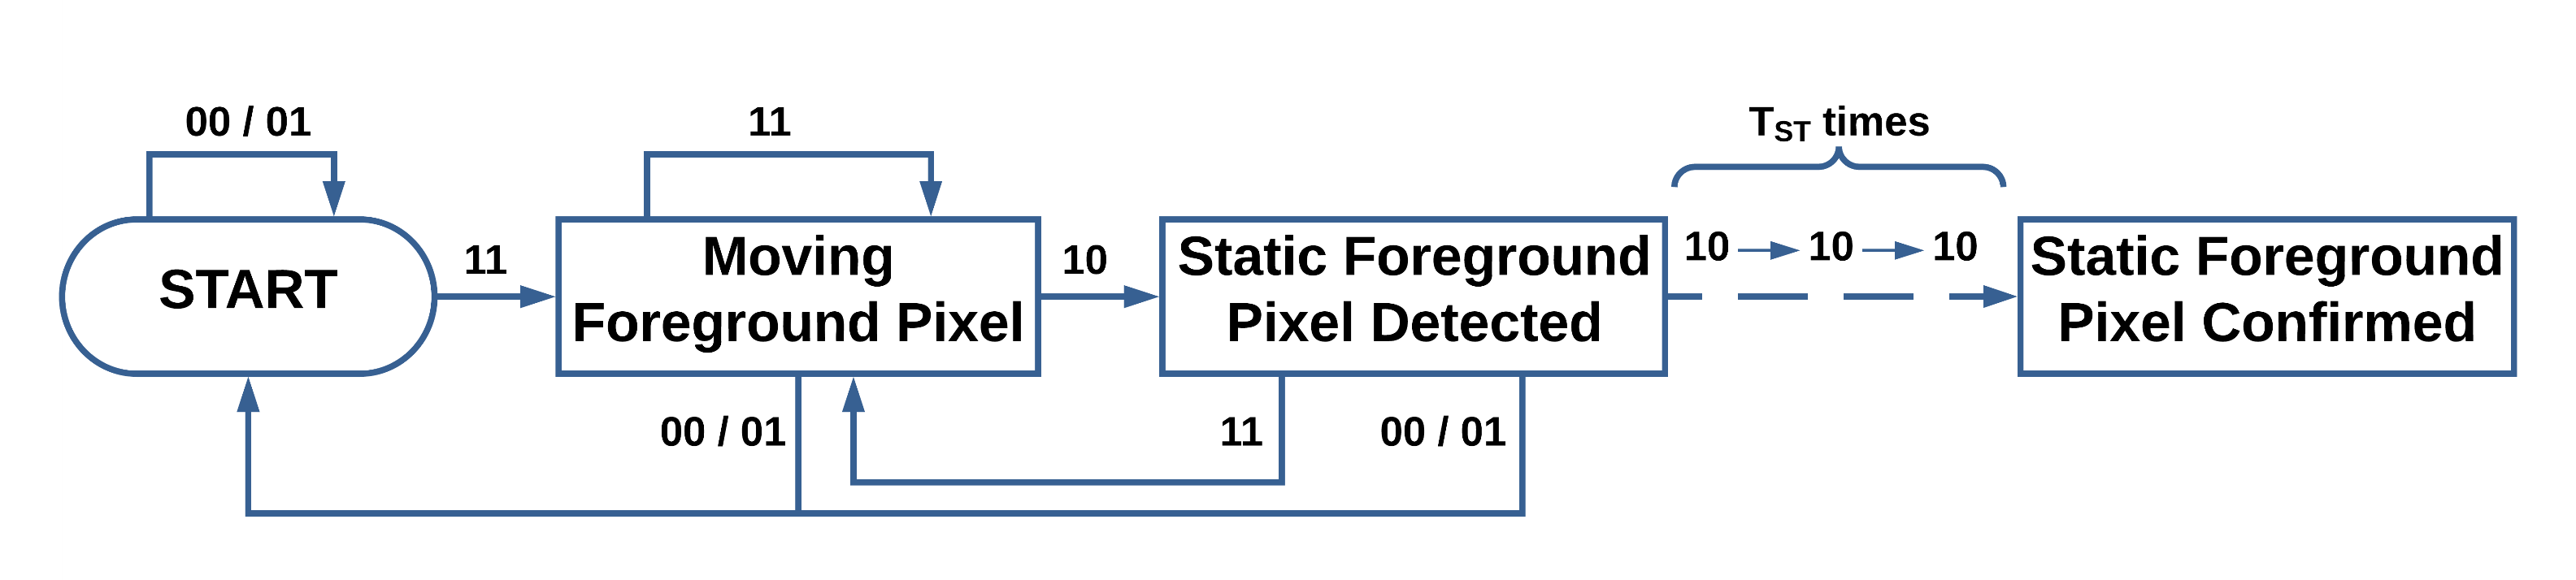 00 / 01
11
T_ST times
START
11
Moving
Foreground Pixel
10
Static Foreground
Pixel Detected
10 10 10
Static Foreground
Pixel Confirmed
00 / 01
11
00 / 01